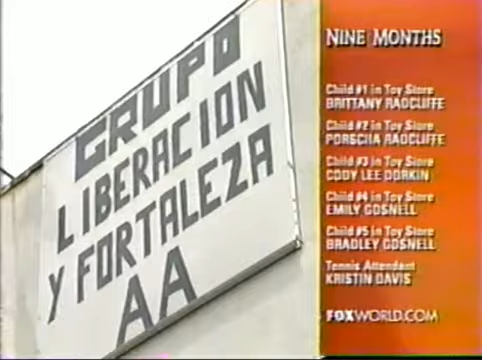 GRUPO
LIBERACION
Y FORTALEZA
AA
NINE MONTHS
Child #1 in Toy Store
BRITTANY RADCLIFFE
Child #2 in Toy Store
PORSCHA RADCLIFFE
Child #3 in Toy Store
CODY LEE DORKIN
Child #4 in Toy Store
EMILY GOSNELL
Child #5 in Toy Store
BRADLEY GOSNELL
Tennis Attendant
KRISTIN DAVIS
FOXWORLD.COM